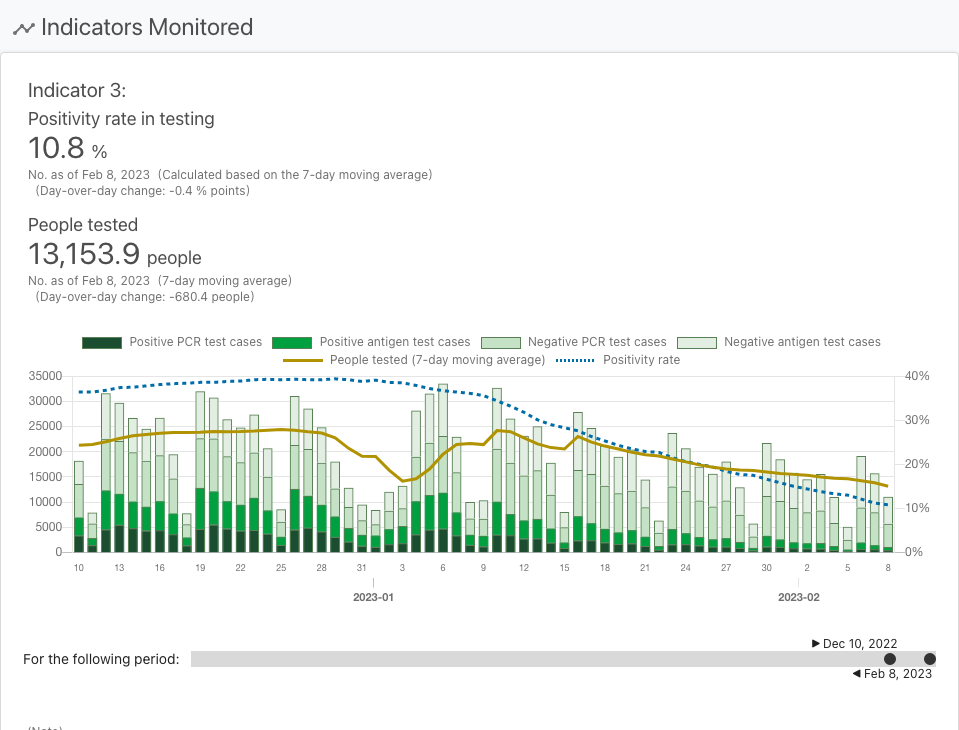 Indicators Monitored
Indicator 3:
Positivity rate in testing
10.8 %
No. as of Feb 8, 2023 (Calculated based on the 7-day moving average)
(Day-over-day change: -0.4 % points)
People tested
13,153.9 people
No. as of Feb 8, 2023 (7-day moving average)
(Day-over-day change: -680.4 people)
Positive PCR test cases Positive antigen test cases Negative PCR test cases Negative antigen test cases
People tested (7-day moving average) Positivity rate
35000 40%
30000
25000 30%
20000
15000 20%
10000 10%
5000
0 0%
10 13 16 19 22 25 28 31 3 6 9 12 15 18 21 24 27 30 2 5 8
2023-01 2023-02
▶ Dec 10, 2022
For the following period:
◀ Feb 8, 2023